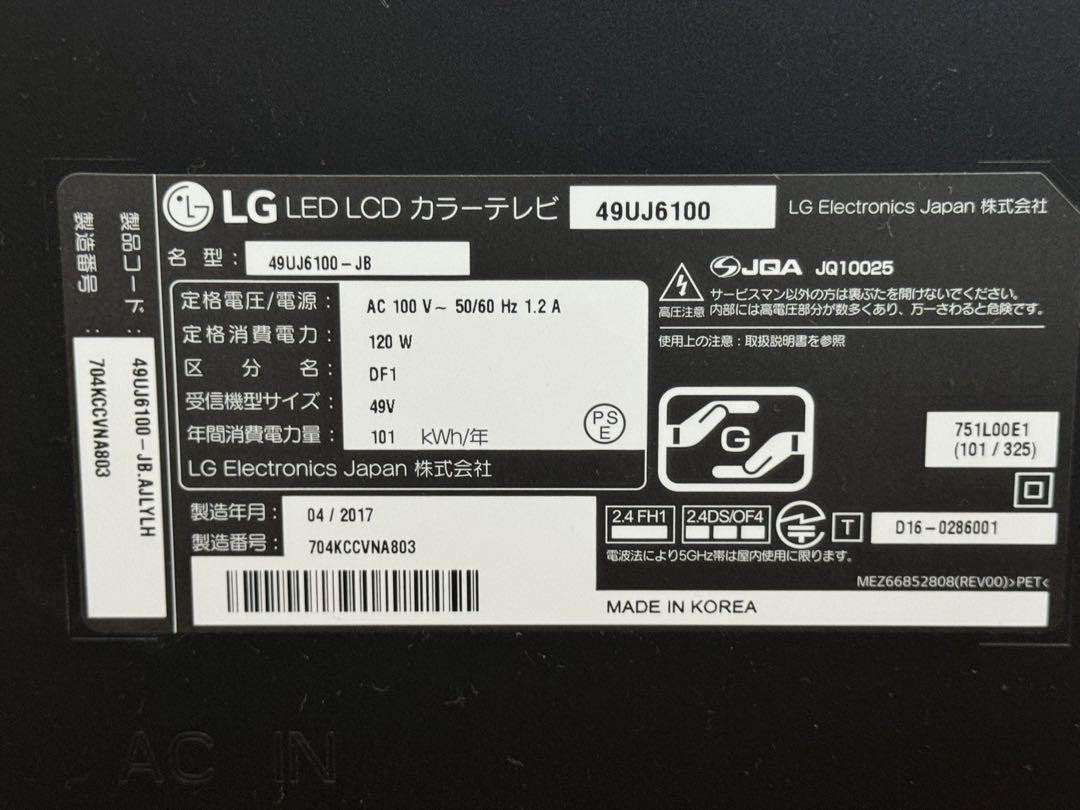 LG LED LCD カラーテレビ 49UJ6100 LG Electronics Japan 株式会社
名 型: 49UJ6100-JB
定格電圧/電源: AC 100 V~ 50/60 Hz 1.2 A
定格消費電力: 120 W
区 分 名: DF1
受信機型サイズ: 49V
年間消費電力量: 101 kWh/年
LG Electronics Japan 株式会社
PS
E
製造年月: 04 / 2017
製造番号: 704KCCVNA803
JQA JQ10025
高圧注意
サービスマン以外の方は裏ぶたを開けないでください。
内部には高電圧部分が数多くあり、万一さわると危険です。
使用上の注意:取扱説明書を参照
G
751L00E1
(101 / 325)
2.4 FH1 2.4DS/OF4 T D16-0286001
電波法により5GHz帯は屋内使用に限ります。
MEZ66852808(REV00)>PET<
MADE IN KOREA
製品コード: 49UJ6100-JB.AJLYLH
製造番号: 704KCCVNA803
AC IN